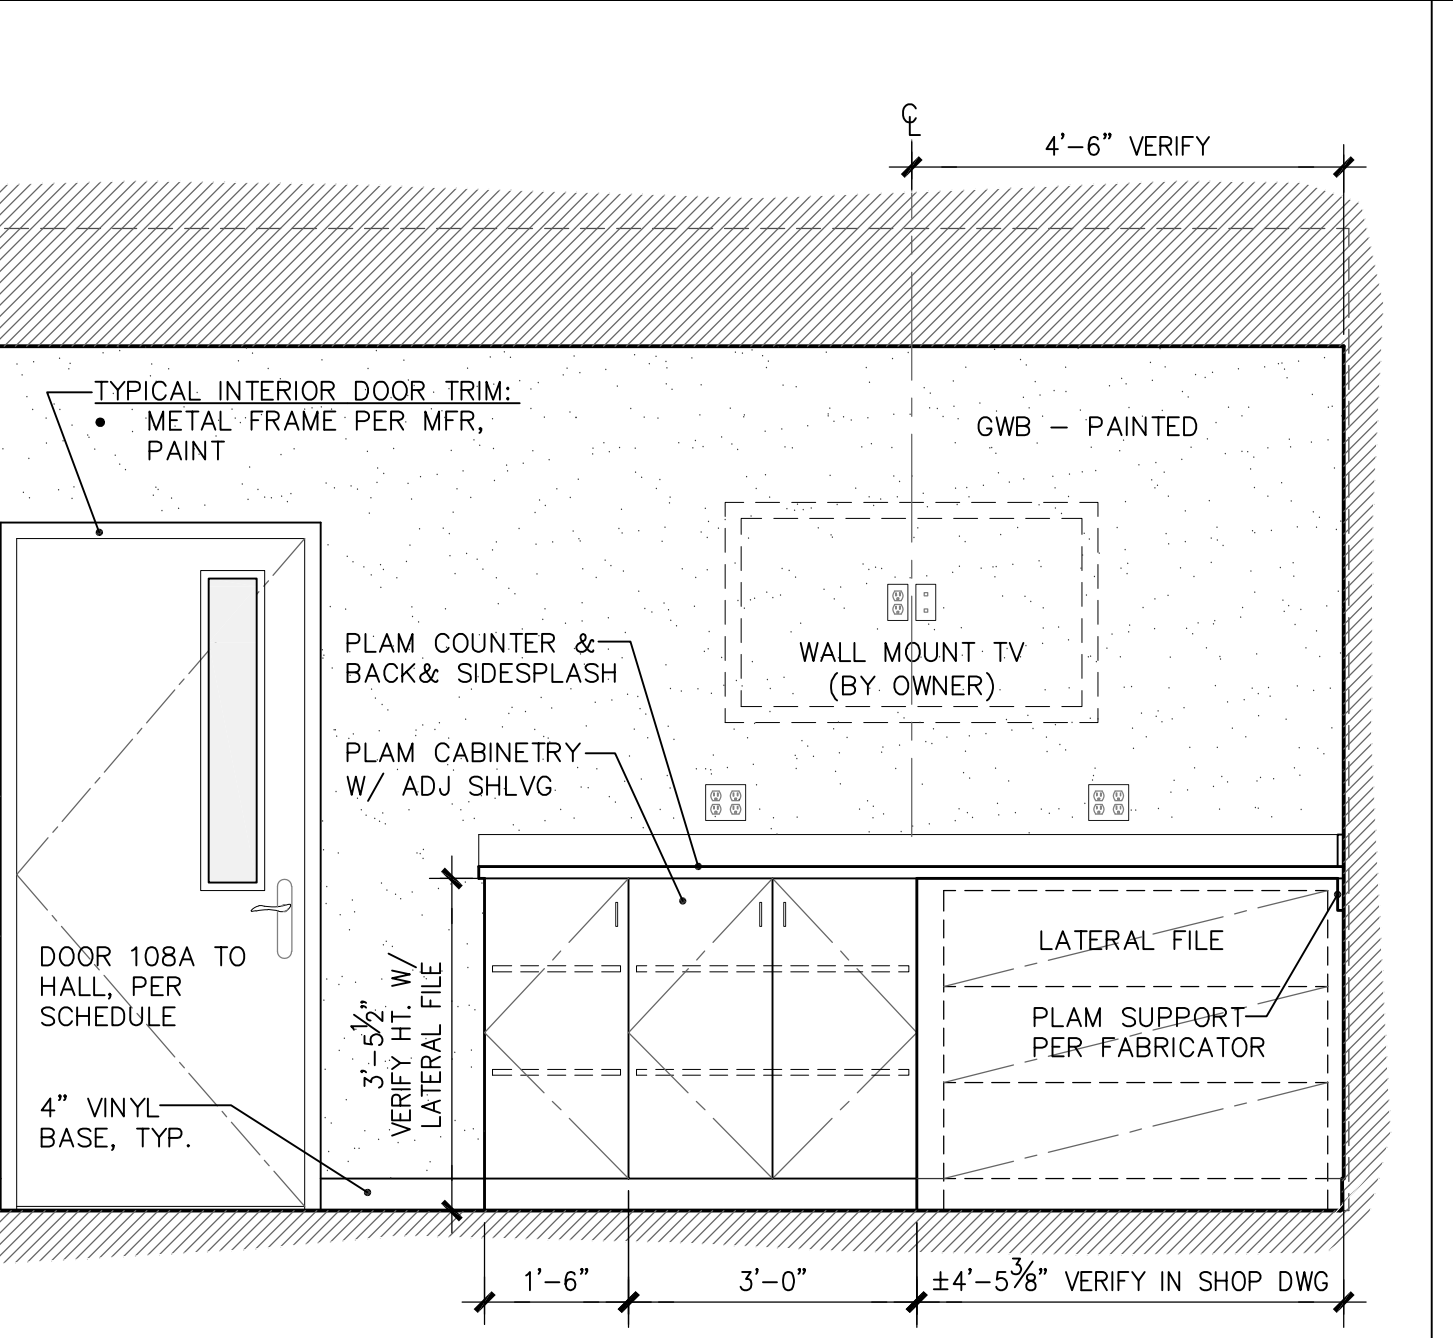 ℄
4'-6" VERIFY
TYPICAL INTERIOR DOOR TRIM:
• METAL FRAME PER MFR,
PAINT
GWB - PAINTED
PLAM COUNTER &
BACK& SIDESPLASH
WALL MOUNT TV
(BY OWNER)
PLAM CABINETRY
W/ ADJ SHLVG
DOOR 108A TO
HALL, PER
SCHEDULE
3'-5½"
VERIFY HT. W/
LATERAL FILE
LATERAL FILE
PLAM SUPPORT
PER FABRICATOR
4" VINYL
BASE, TYP.
1'-6"
3'-0"
±4'-5⅜" VERIFY IN SHOP DWG